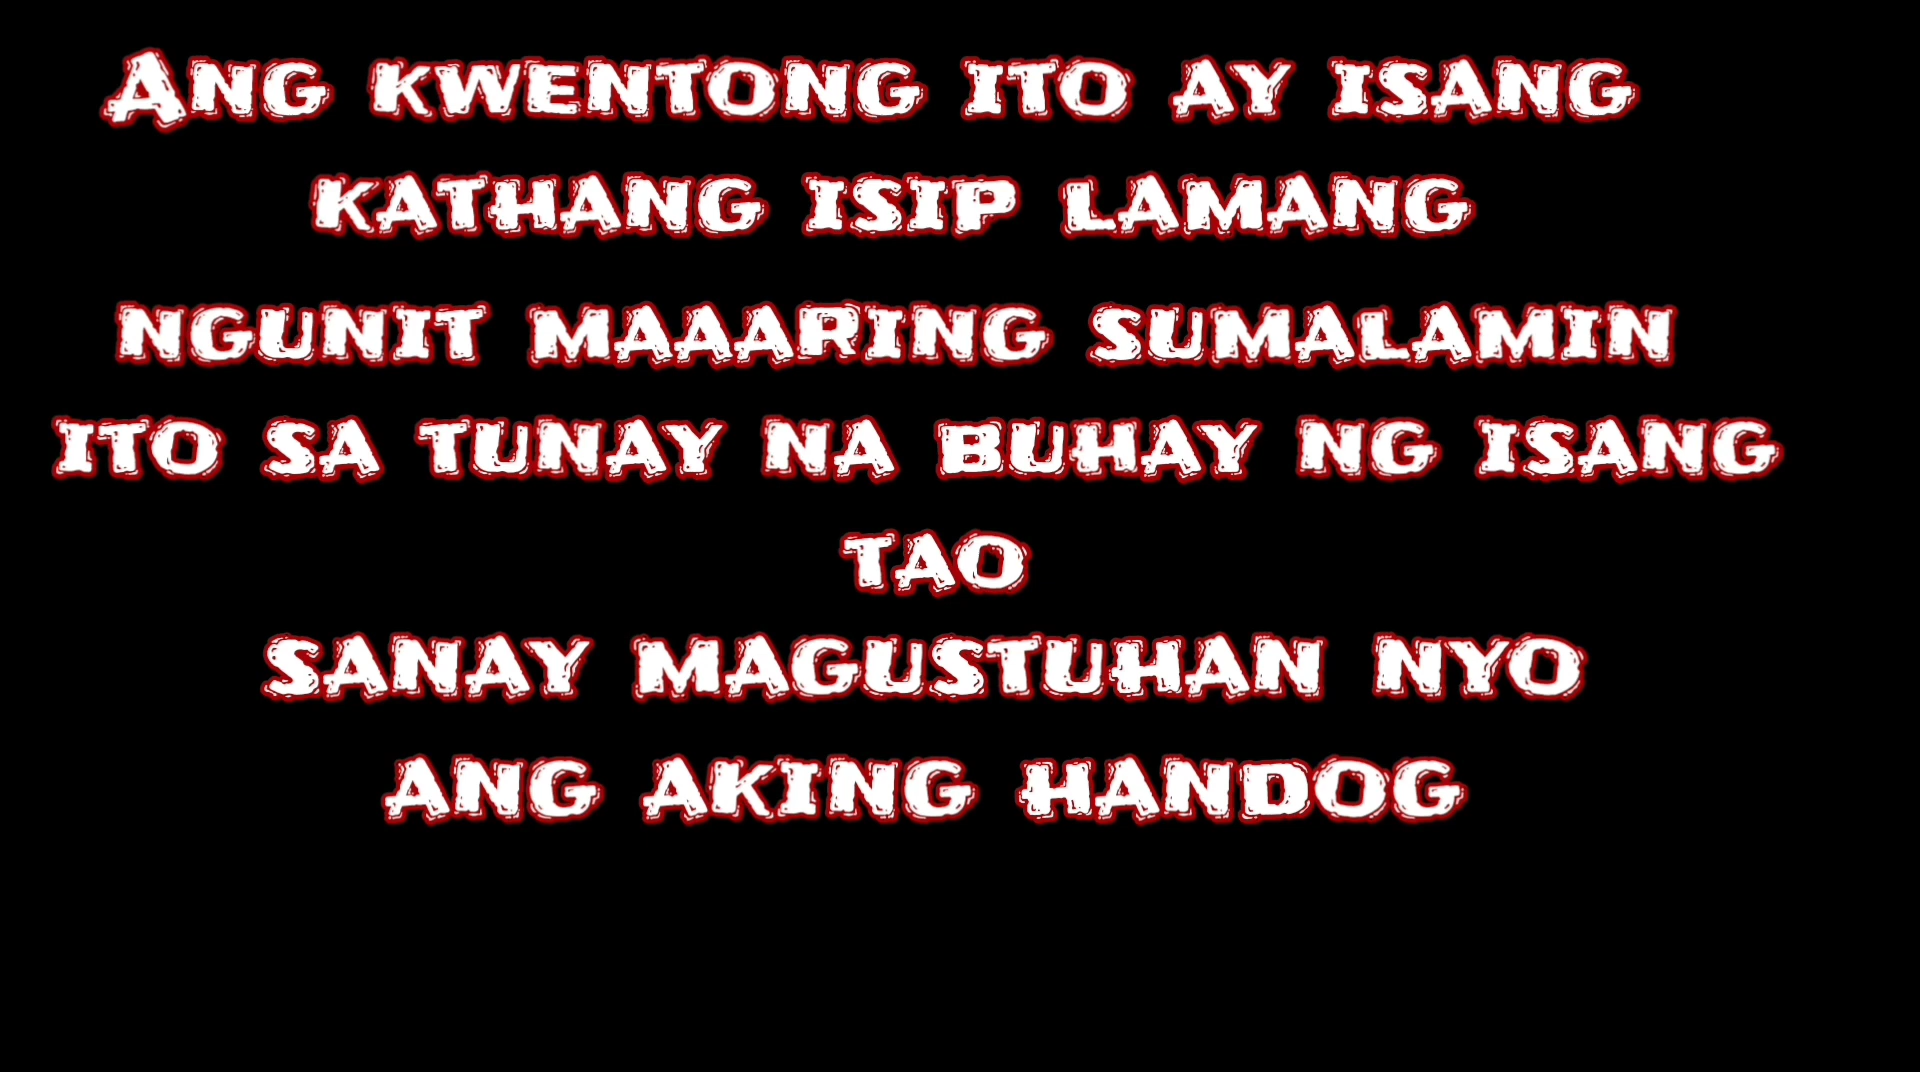 Ang kwentong ito ay isang
kathang isip lamang
ngunit maaaring sumalamin
ito sa tunay na buhay ng isang
tao
sanay magustuhan nyo
ang aking handog